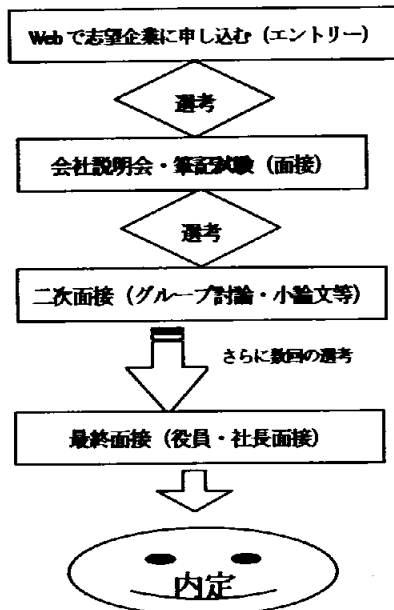 Webで志望企業に申し込む（エントリー）
選考
会社説明会・筆記試験（面接）
選考
二次面接（グループ討論・小論文等）
さらに数回の選考
最終面接（役員・社長面接）
内定